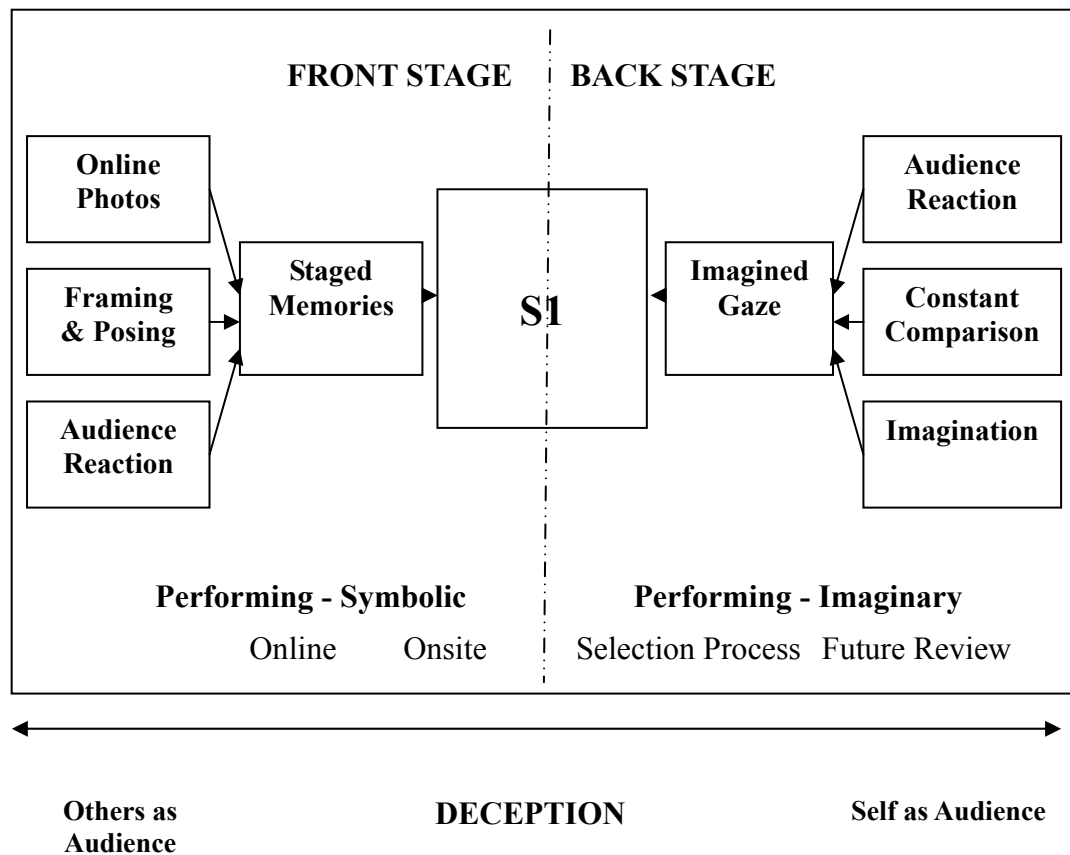 FRONT STAGE
BACK STAGE
Online
Photos
Framing
& Posing
Audience
Reaction
Staged
Memories
S1
Imagined
Gaze
Audience
Reaction
Constant
Comparison
Imagination
Performing - Symbolic
Online Onsite
Performing - Imaginary
Selection Process Future Review
Others as
Audience
DECEPTION
Self as Audience